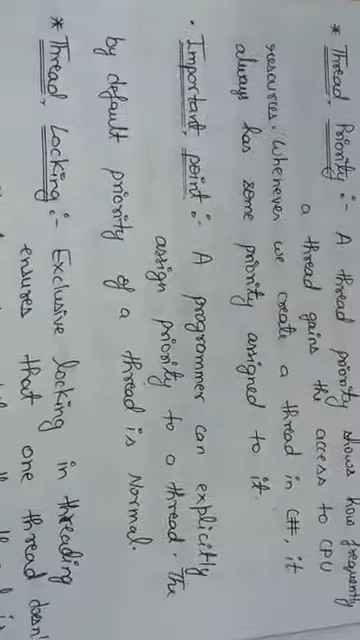 * Thread Priority :- A thread priority shows how frequently
a thread gains the access to CPU
resources. Whenever we create a thread in C#, it
always has some priority assigned to it.
• Important point :- A programmer can explicitly
assign priority to a thread. The
by default priority of a thread is Normal.
* Thread Locking :- Exclusive locking in threading
ensures that one thread doesn't